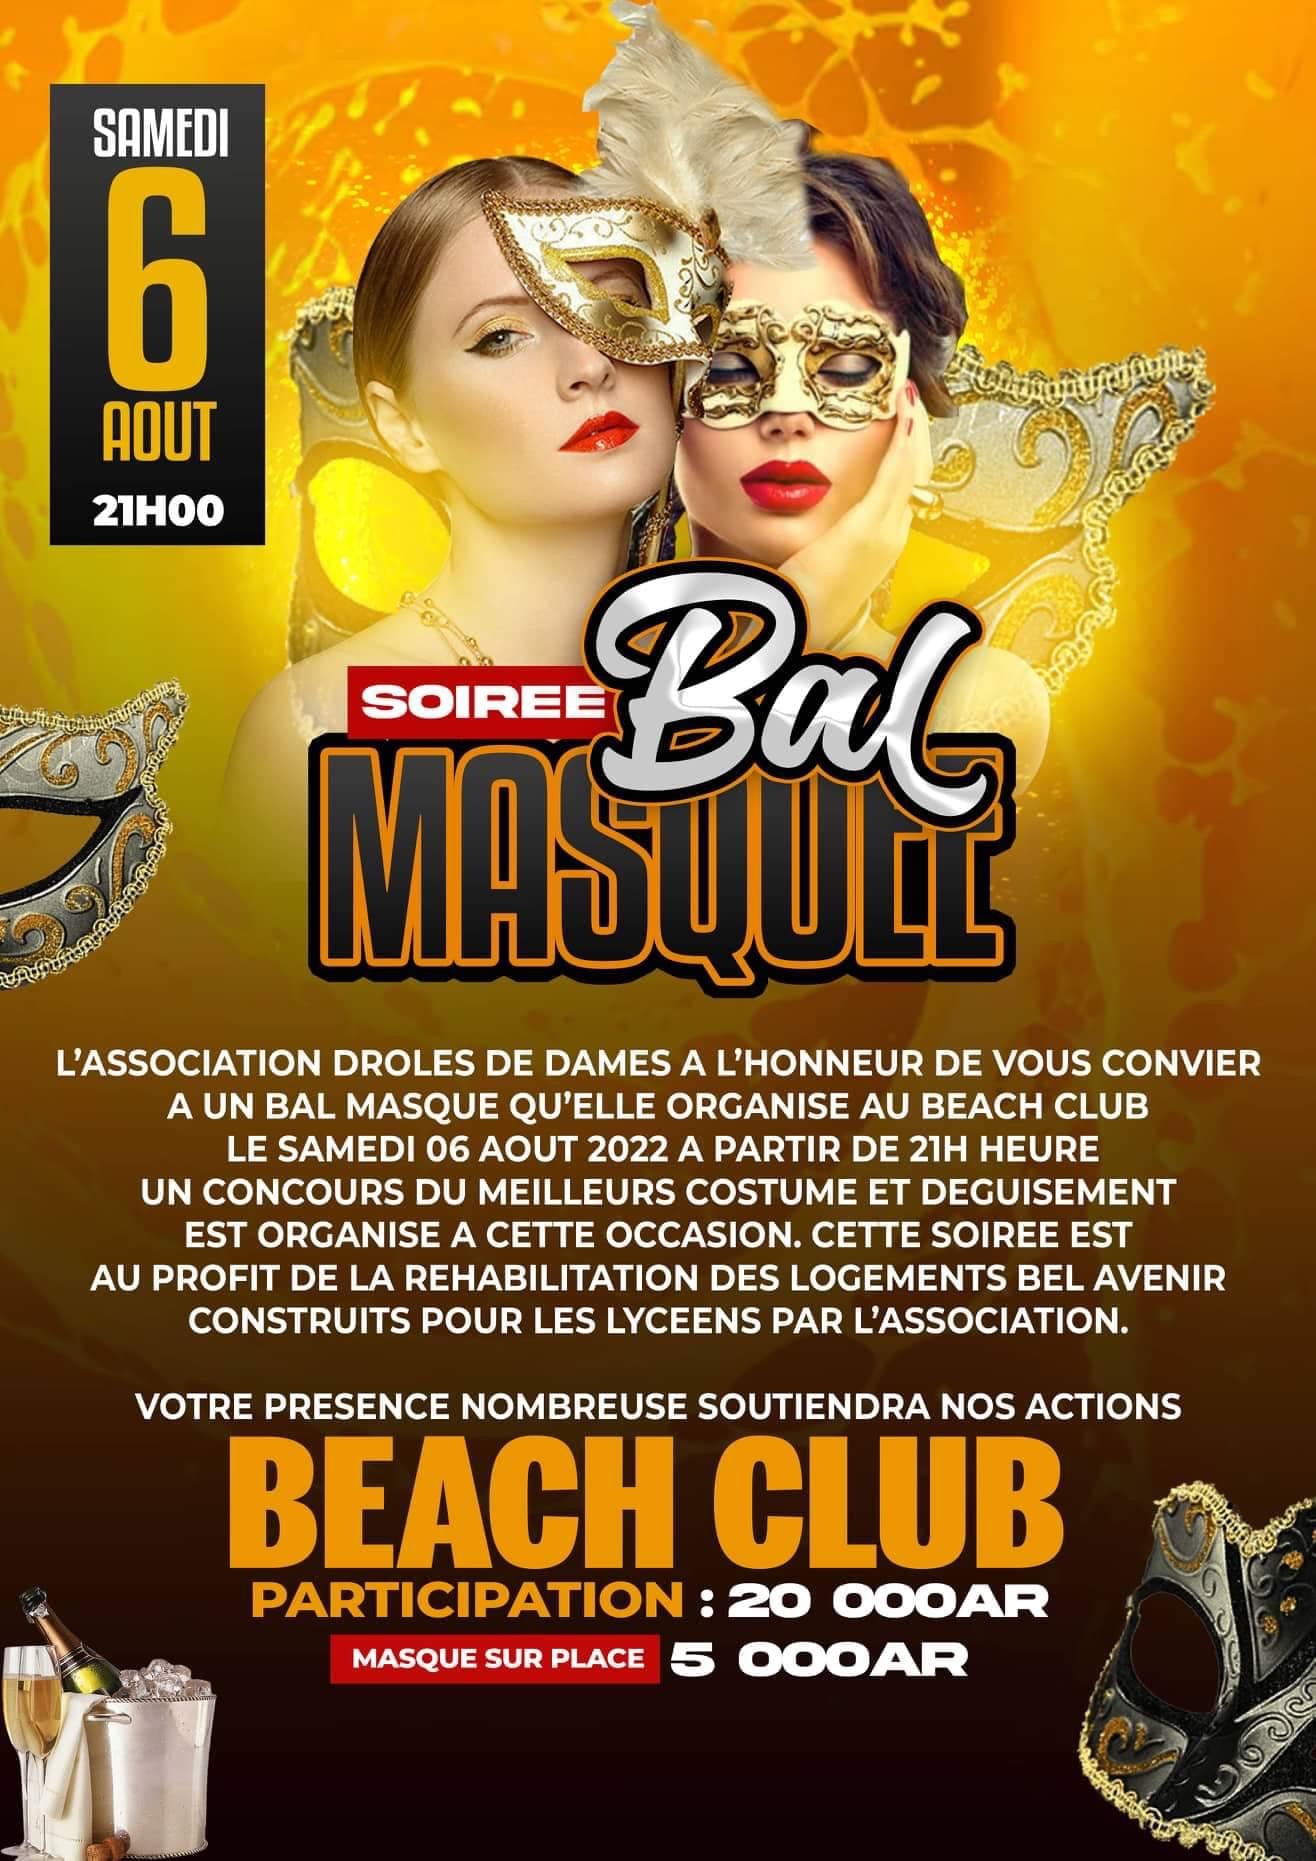 SAMEDI
6
AOUT
21H00
SOIREE Bal
MASQUEE
L'ASSOCIATION DROLES DE DAMES A L'HONNEUR DE VOUS CONVIER
A UN BAL MASQUE QU'ELLE ORGANISE AU BEACH CLUB
LE SAMEDI 06 AOUT 2022 A PARTIR DE 21H HEURE
UN CONCOURS DU MEILLEURS COSTUME ET DEGUISEMENT
EST ORGANISE A CETTE OCCASION. CETTE SOIREE EST
AU PROFIT DE LA REHABILITATION DES LOGEMENTS BEL AVENIR
CONSTRUITS POUR LES LYCEENS PAR L'ASSOCIATION.
VOTRE PRESENCE NOMBREUSE SOUTIENDRA NOS ACTIONS
BEACH CLUB
PARTICIPATION : 20 000AR
MASQUE SUR PLACE 5 000AR